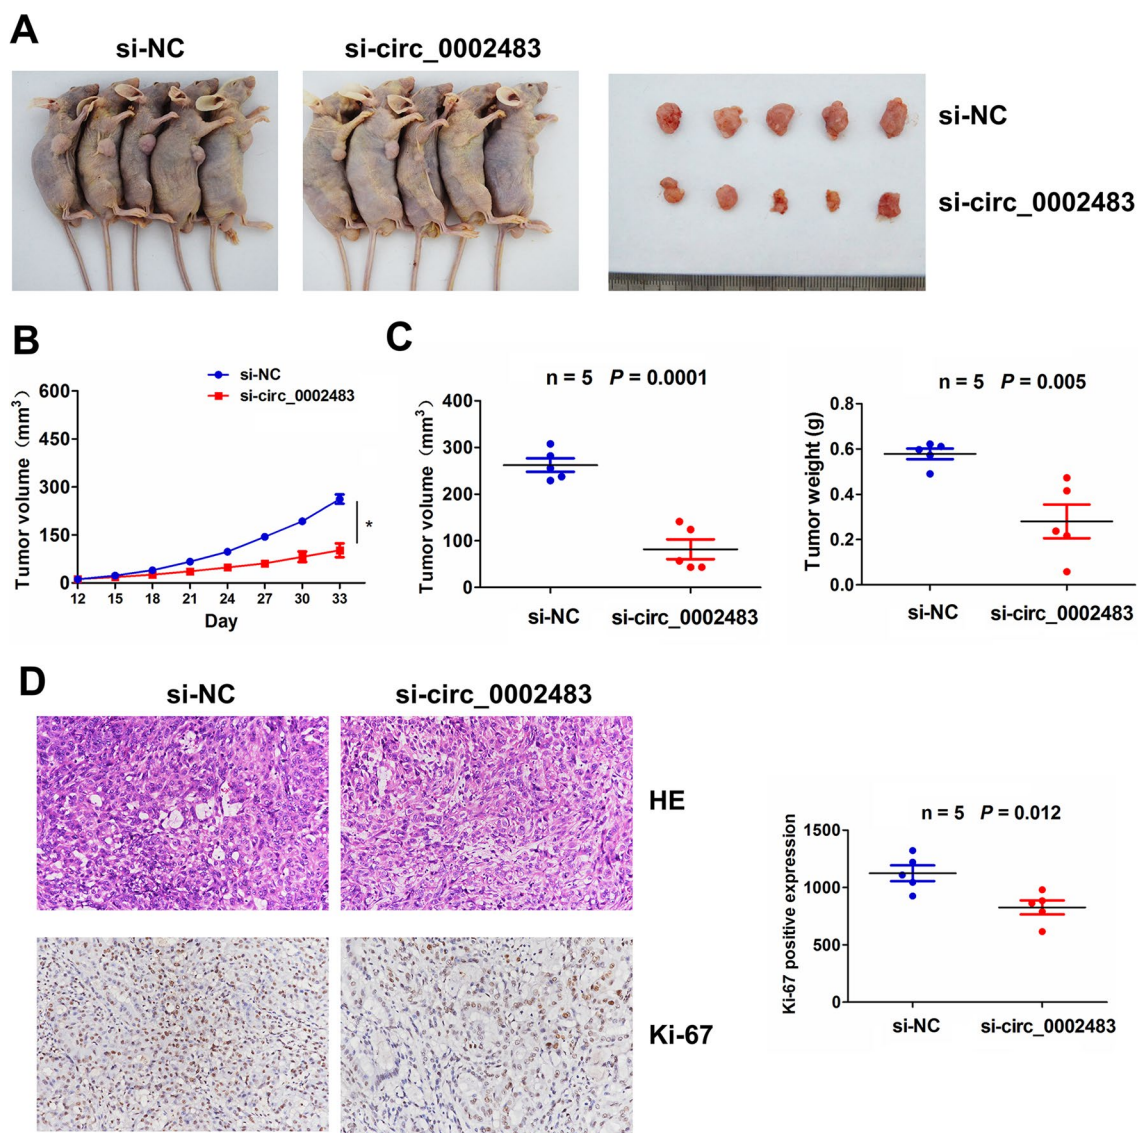 A
si-NC
si-circ_0002483
si-NC
si-circ_0002483
B
si-NC
si-circ_0002483
Tumor volume (mm³)
600
450
300
150
0
*
12 15 18 21 24 27 30 33
Day
C
n = 5 P = 0.0001
Tumor volume (mm³)
400
300
200
100
0
si-NC si-circ_0002483
n = 5 P = 0.005
Tumor weight (g)
0.8
0.6
0.4
0.2
0.0
si-NC si-circ_0002483
D
si-NC
si-circ_0002483
HE
Ki-67
n = 5 P = 0.012
Ki-67 positive expression
1500
1000
500
0
si-NC si-circ_0002483